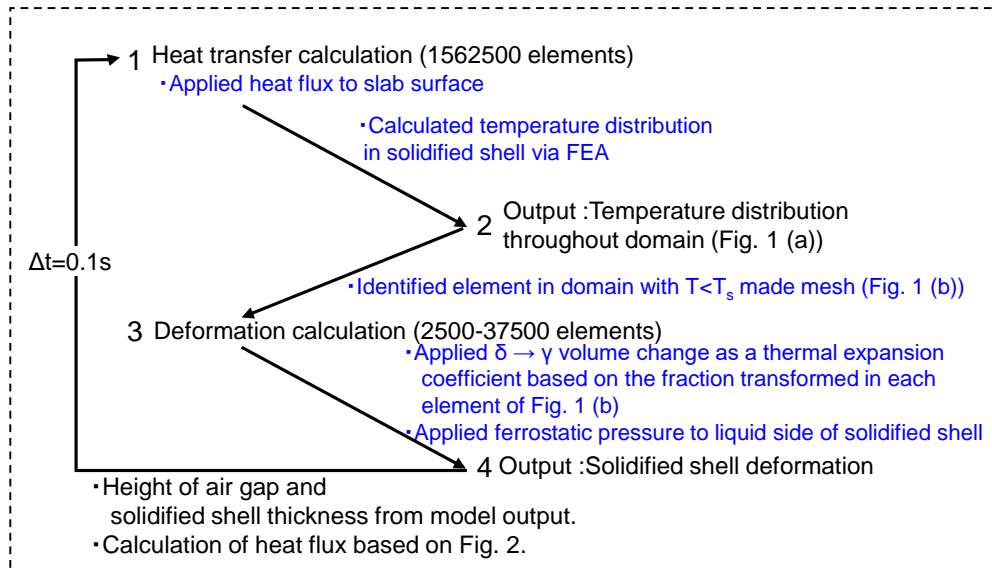 1 Heat transfer calculation (1562500 elements)
・Applied heat flux to slab surface
・Calculated temperature distribution
in solidified shell via FEA
2 Output :Temperature distribution
throughout domain (Fig. 1 (a))
Δt=0.1s
・Identified element in domain with T<Ts made mesh (Fig. 1 (b))
3 Deformation calculation (2500-37500 elements)
・Applied δ → γ volume change as a thermal expansion
coefficient based on the fraction transformed in each
element of Fig. 1 (b)
・Applied ferrostatic pressure to liquid side of solidified shell
4 Output :Solidified shell deformation
・Height of air gap and
solidified shell thickness from model output.
・Calculation of heat flux based on Fig. 2.